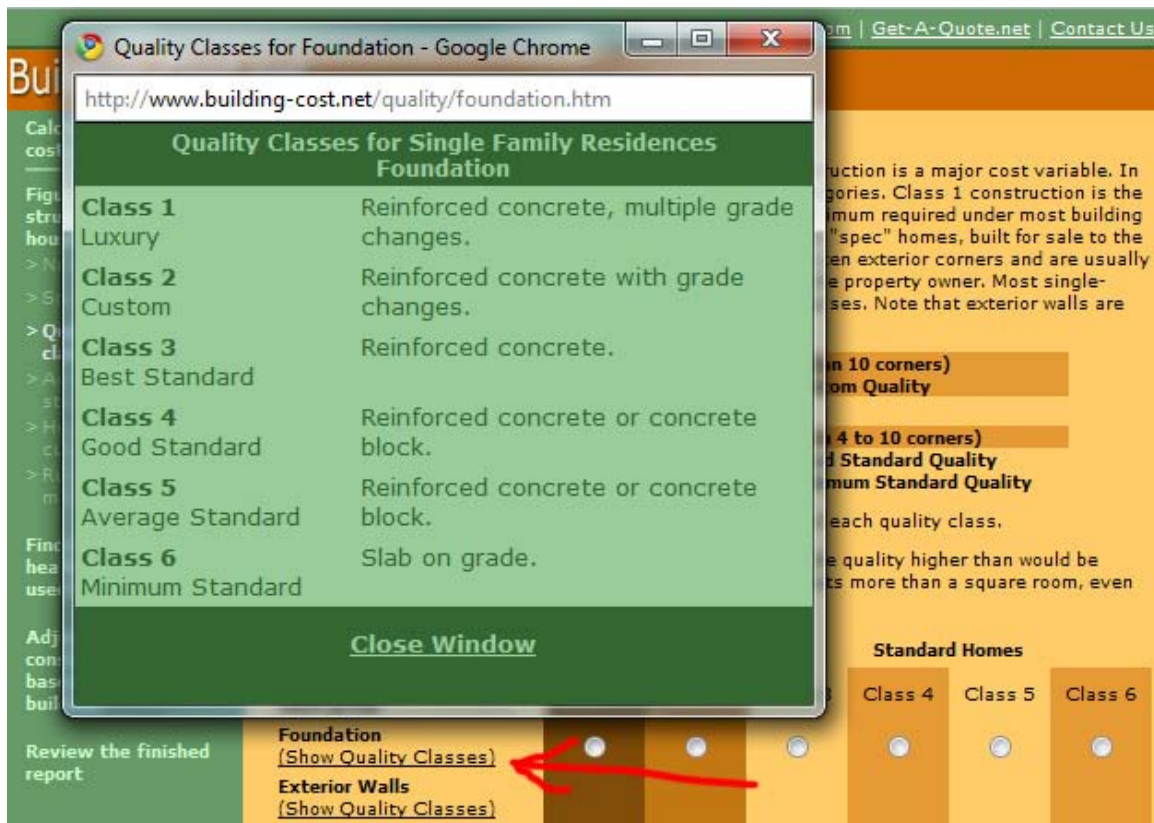 Quality Classes for Foundation - Google Chrome
| Get-A-Quote.net | Contact Us
http://www.building-cost.net/quality/foundation.htm
Quality Classes for Single Family Residences
Foundation
Class 1
Luxury
Reinforced concrete, multiple grade
changes.
Class 2
Custom
Reinforced concrete with grade
changes.
Class 3
Best Standard
Reinforced concrete.
Class 4
Good Standard
Reinforced concrete or concrete
block.
Class 5
Average Standard
Reinforced concrete or concrete
block.
Class 6
Minimum Standard
Slab on grade.
Close Window
is a major cost variable. In
Class 1 construction is the
required under most building
"spec" homes, built for sale to the
exterior corners and are usually
property owner. Most single-
Note that exterior walls are
10 corners)
Quality
4 to 10 corners)
Standard Quality
Standard Quality
each quality class.
quality higher than would be
more than a square room, even
Standard Homes
Class 4
Class 5
Class 6
Review the finished
report
Foundation
(Show Quality Classes)
Exterior Walls
(Show Quality Classes)